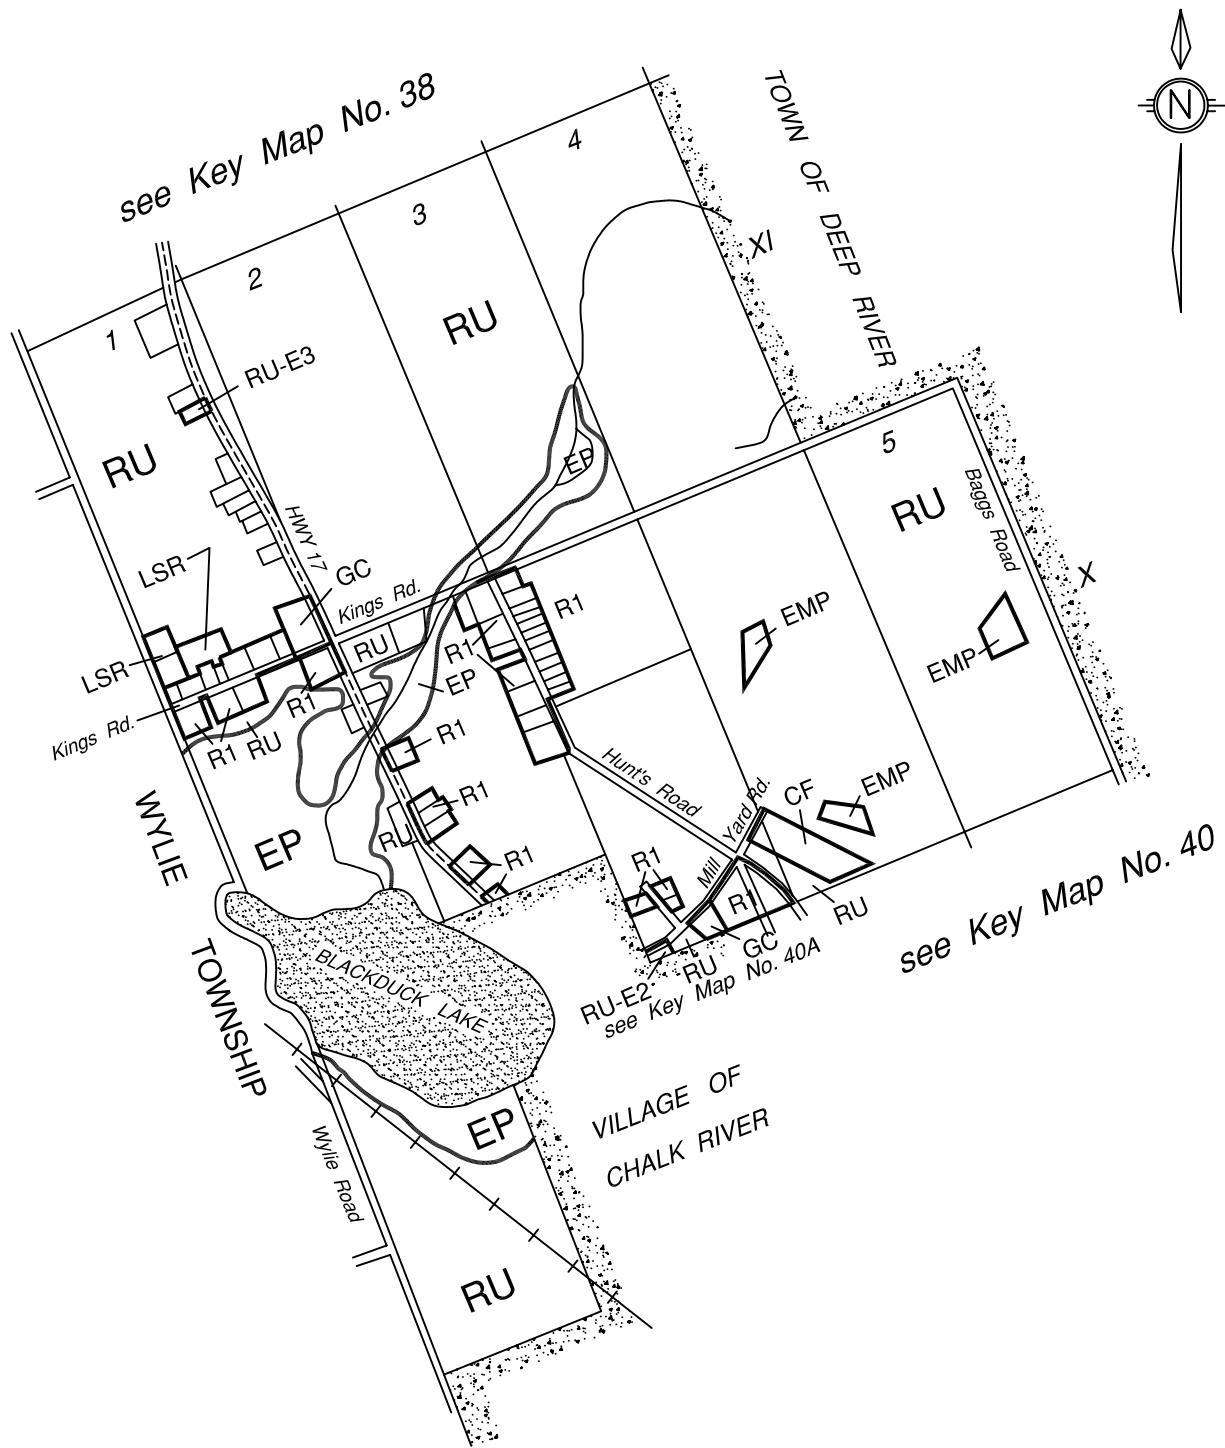 see Key Map No. 38
N
TOWN OF DEEP RIVER
4
3
2
1
XI
RU
RU-E3
RU
EP
5
RU
Baggs Road
HWY 17
LSR
GC
Kings Rd.
X
R1
EMP
EMP
RU
R1
EP
LSR
Kings Rd.
R1
R1
RU
R1
Hunt's Road
Mill Yard Rd.
CF
EMP
WYLIE TOWNSHIP
EP
R1
RU
R1
R1
R1
RU
GC
RU
RU-E2
see Key Map No. 40A
see Key Map No. 40
BLACKDUCK LAKE
VILLAGE OF
CHALK RIVER
EP
Wylie Road
RU